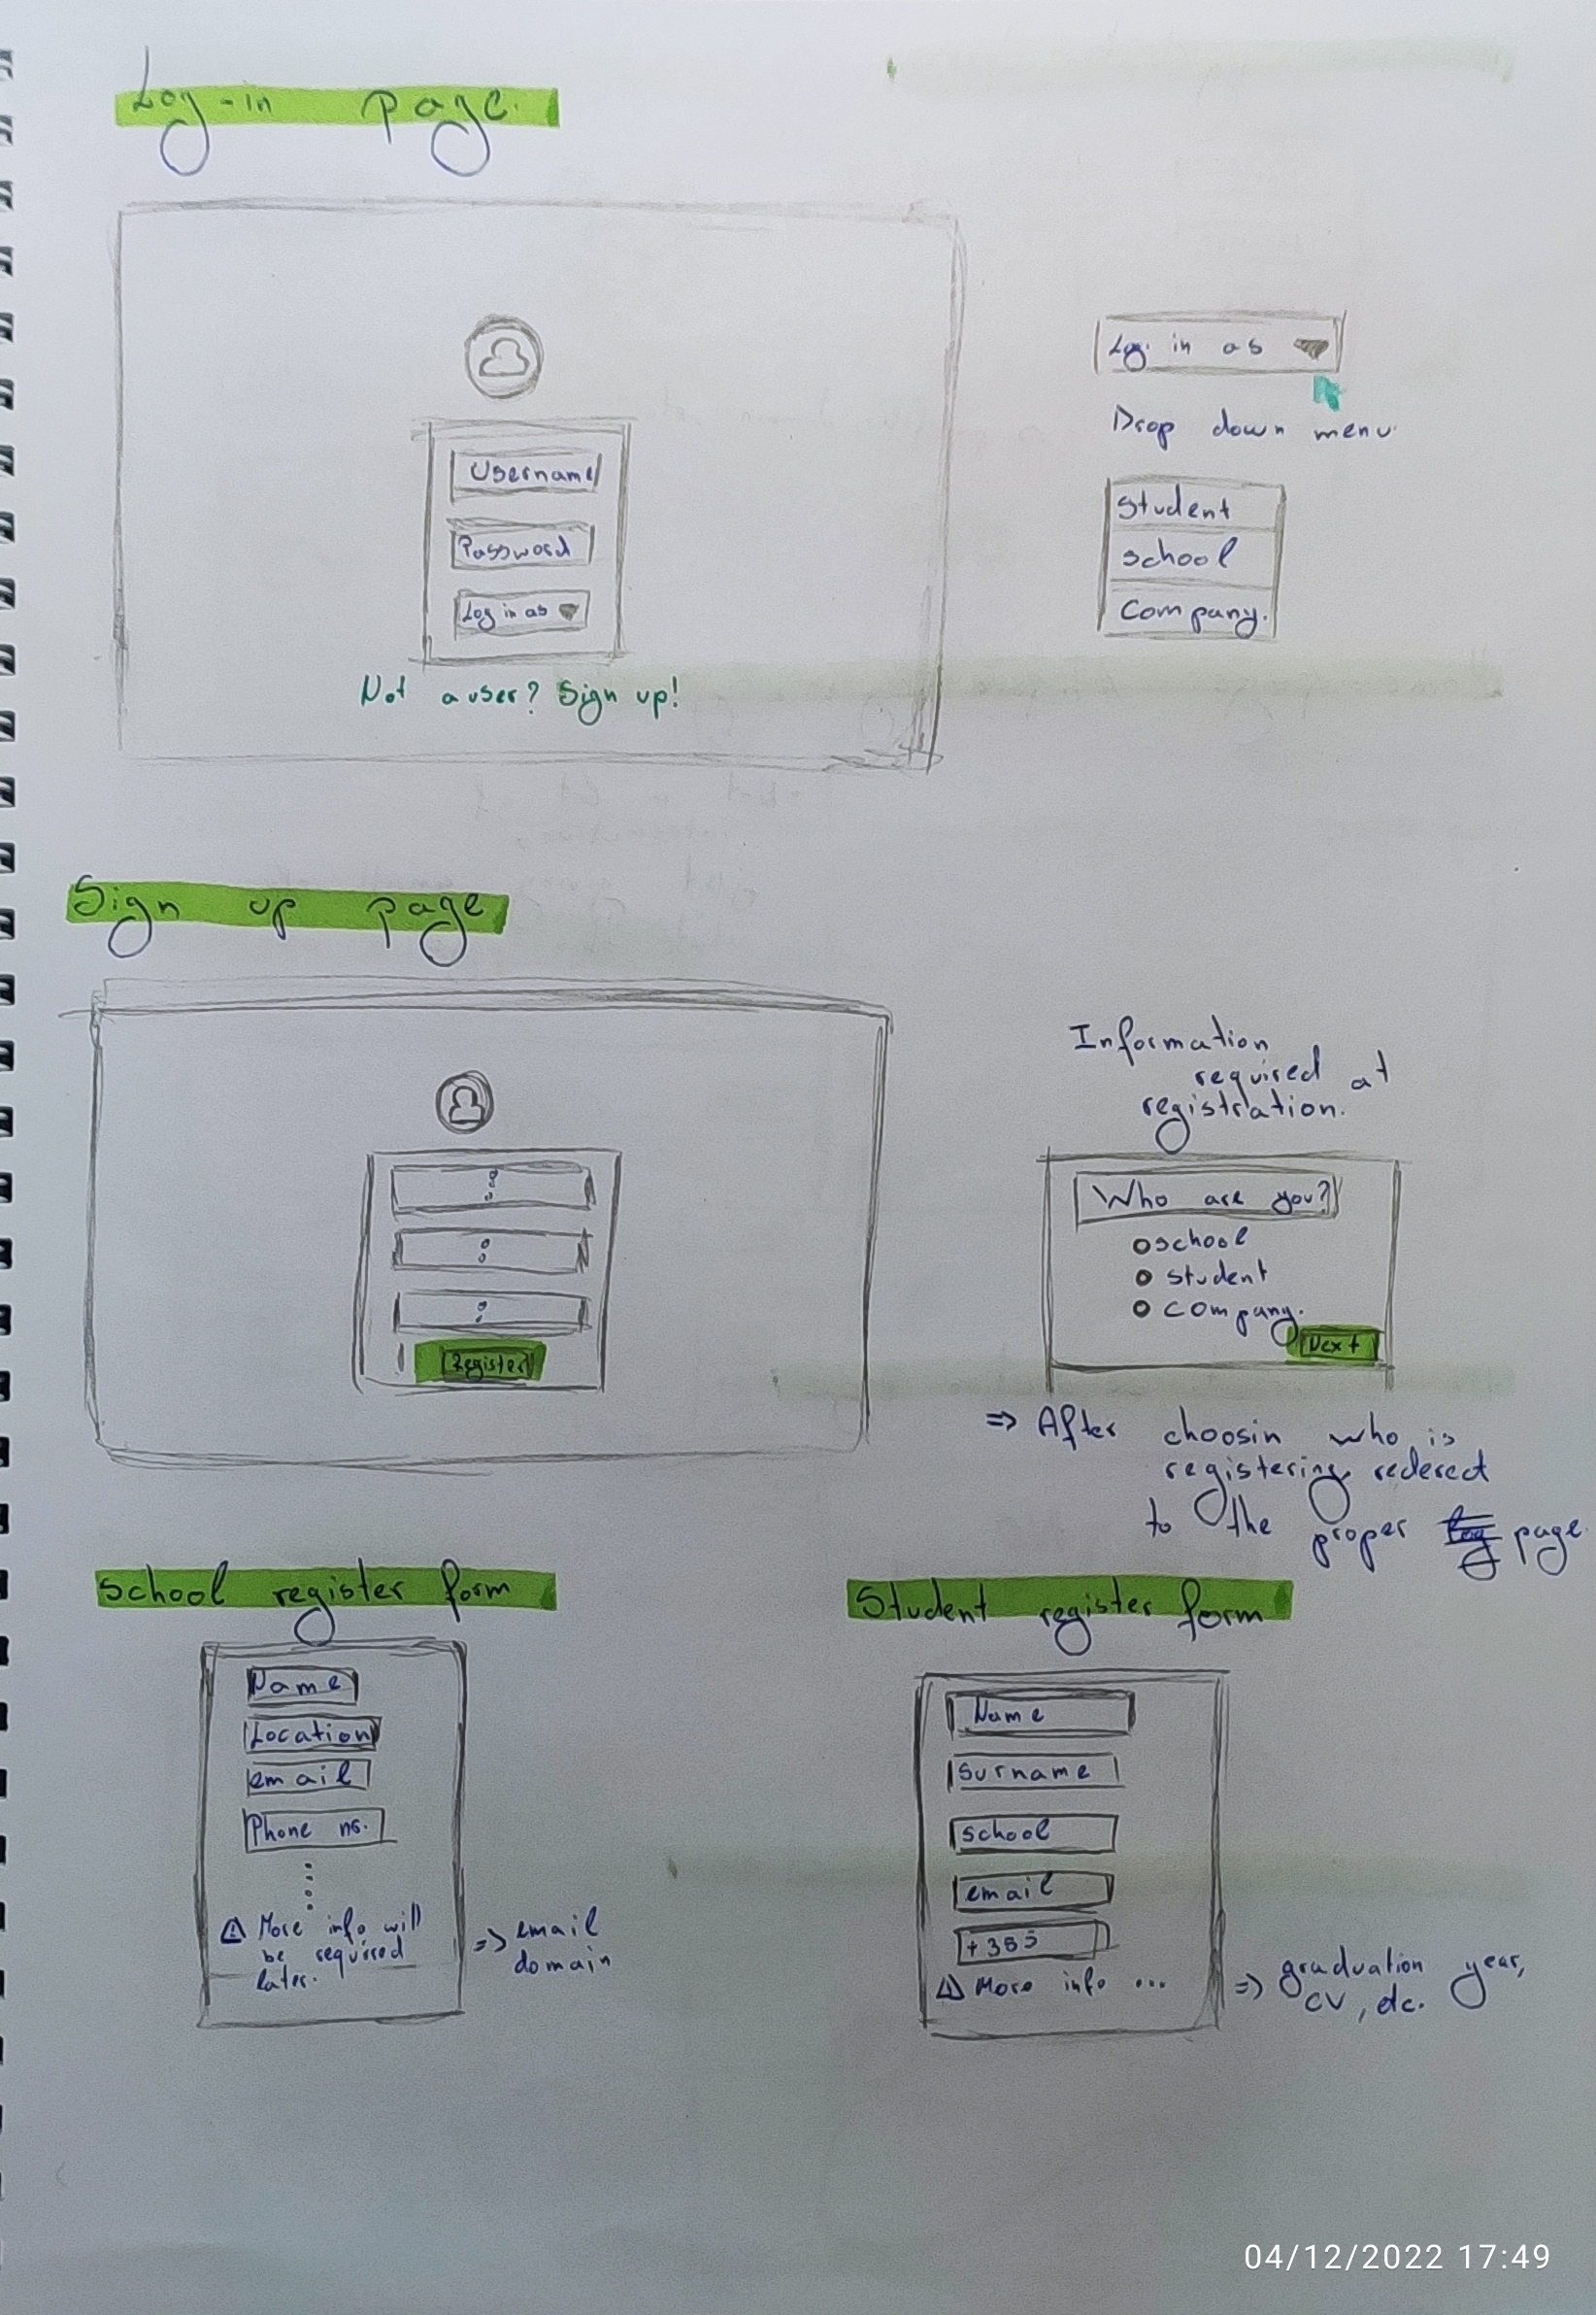 Log-in page.
Username
Password
Log in as
Not a user? Sign up!
Log in as
Drop down menu
Student
school
Company.
Sign up page
Register
Information
required at
registration.
Who are you?
school
student
company.
Next
=> After choosin who is
registering, rederect
to the proper page.
School register form
Name
Location
email
Phone no.
⚠ More info will
be required
later.
=> email
domain
Student register form
Name
Surname
school
email
+385
⚠ More info ...
=> graduation year,
CV, etc.
04/12/2022 17:49